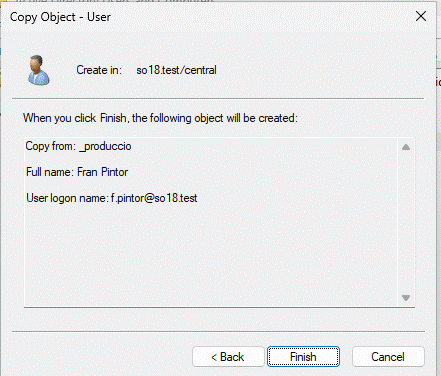 Copy Object - User
Create in: so18.test/central
When you click Finish, the following object will be created:
Copy from: _produccio
Full name: Fran Pintor
User logon name: f.pintor@so18.test
< Back
Finish
Cancel